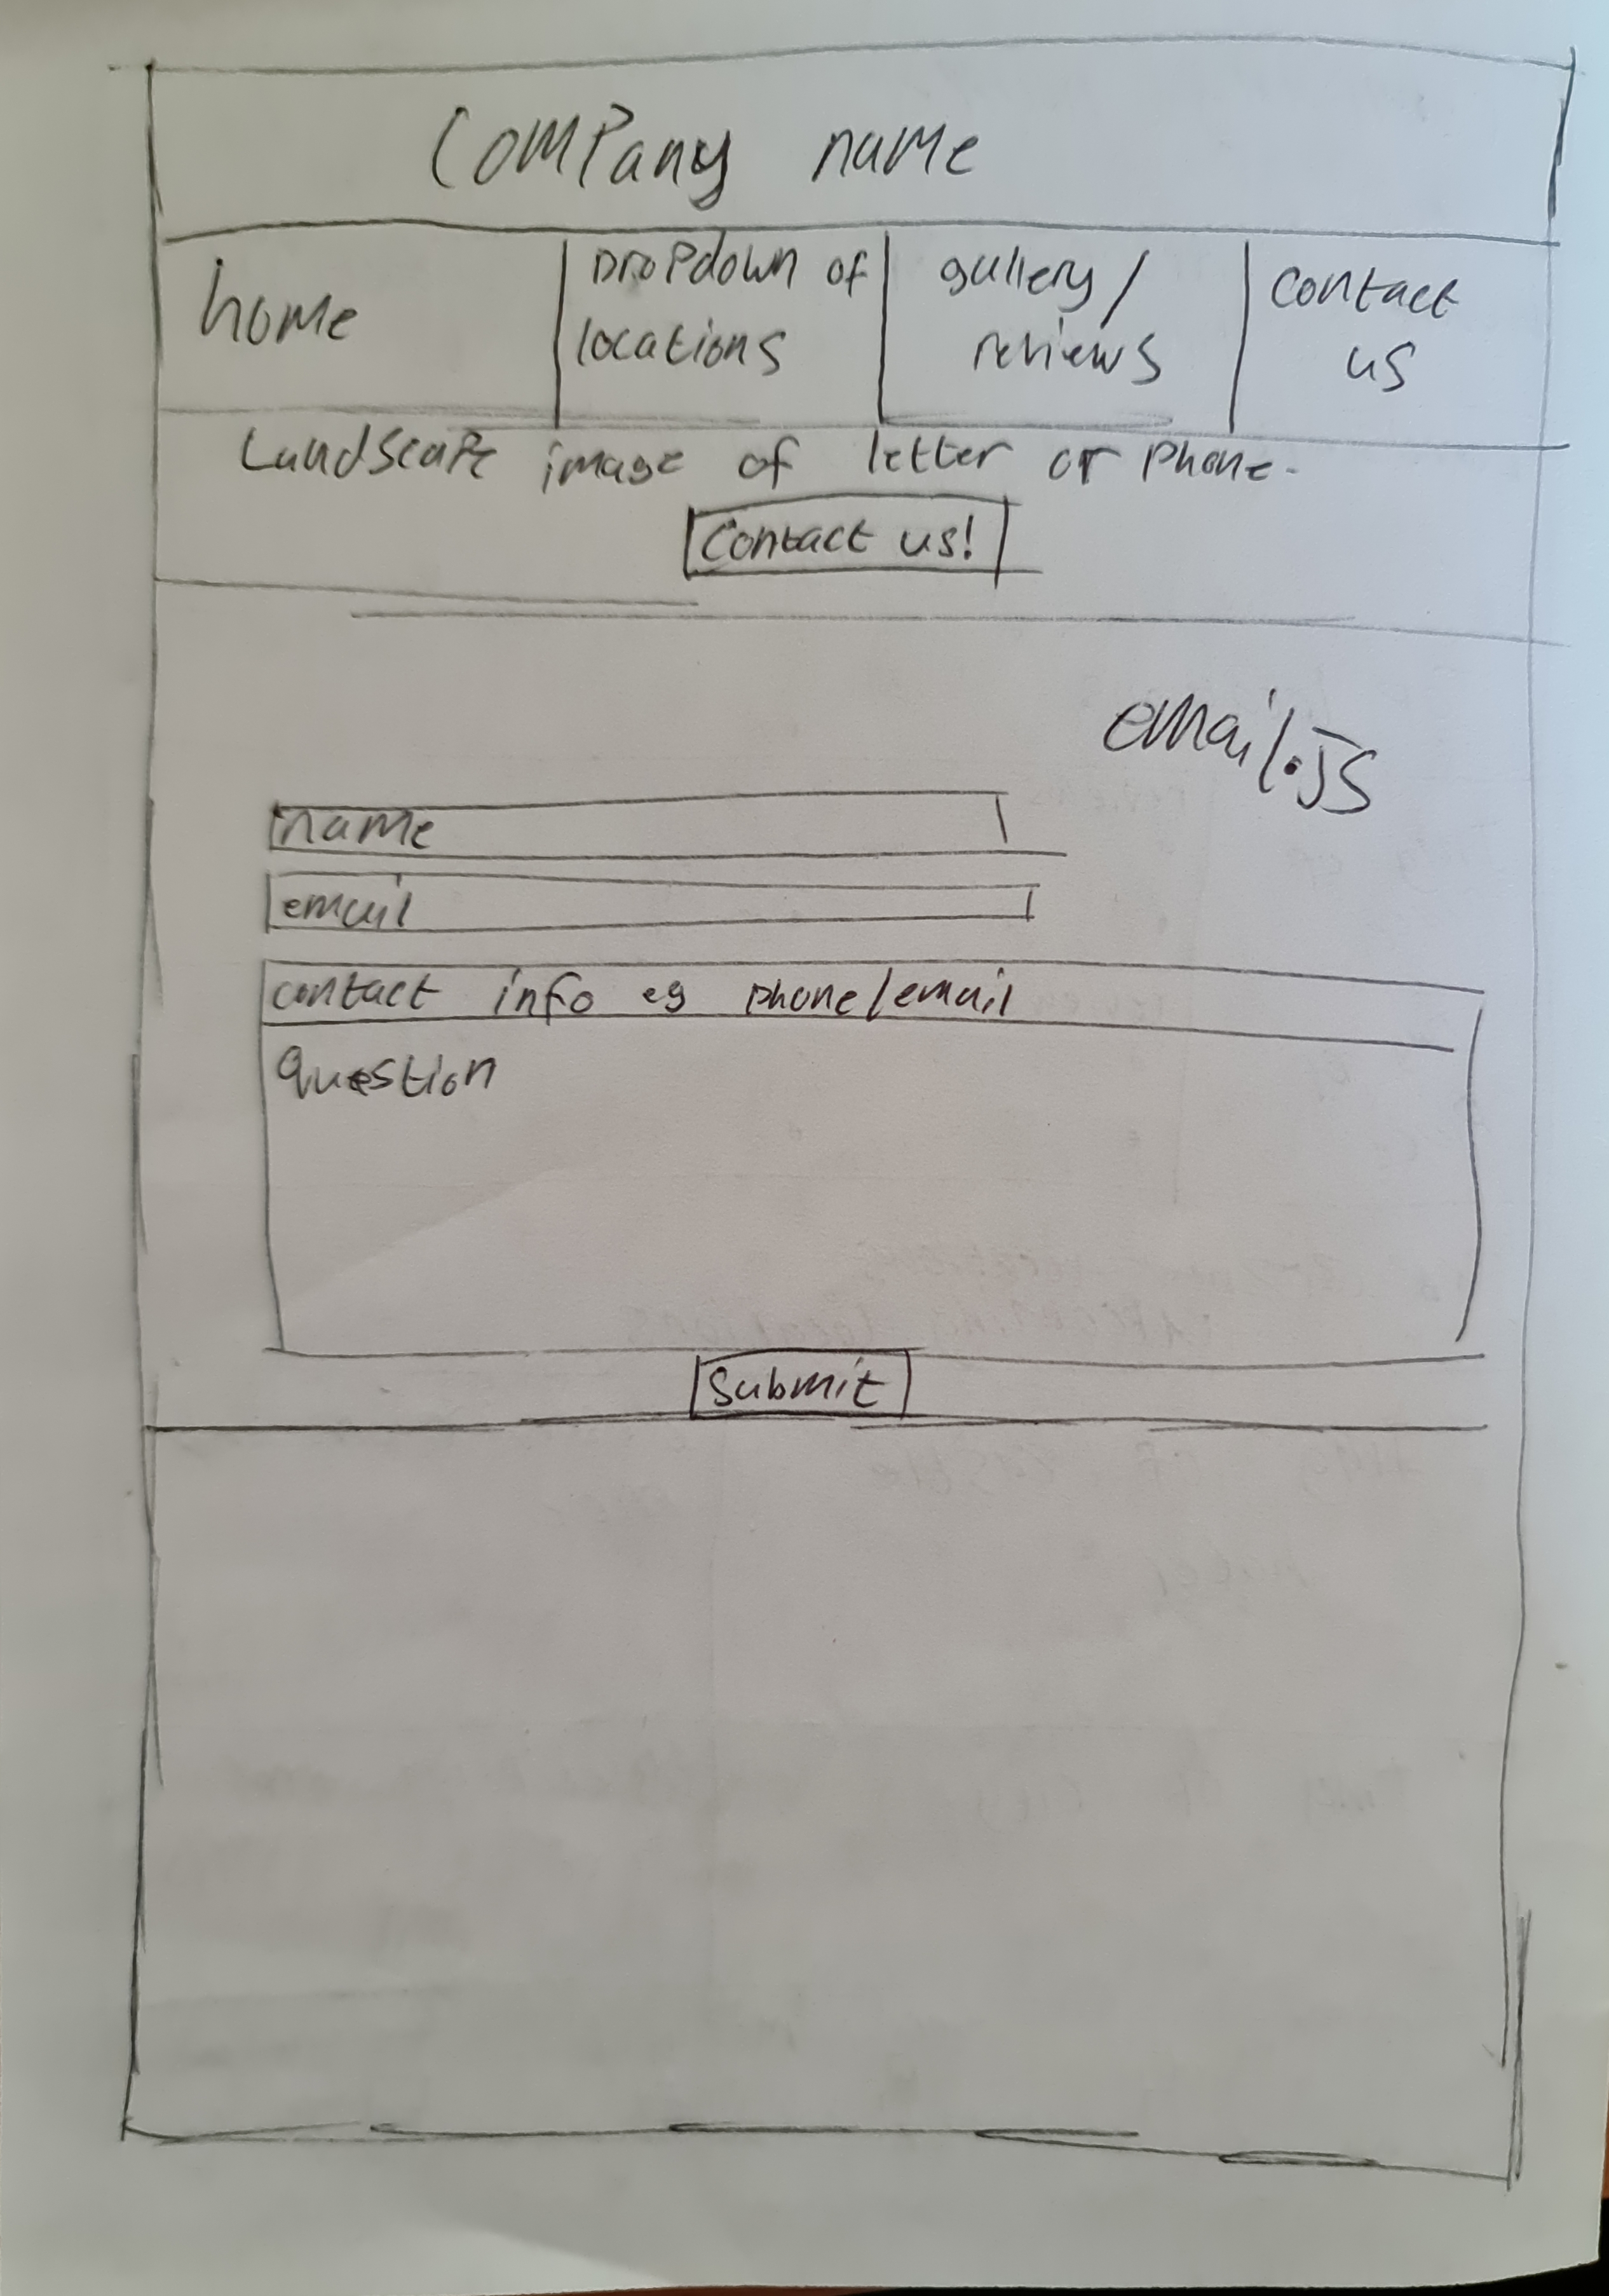 Company name
home
Dropdown of
locations
gallery/
reviews
contact
us
Landscape image of letter or phone.
Contact us!
email.js
name
email
contact info eg phone/email
Question
Submit